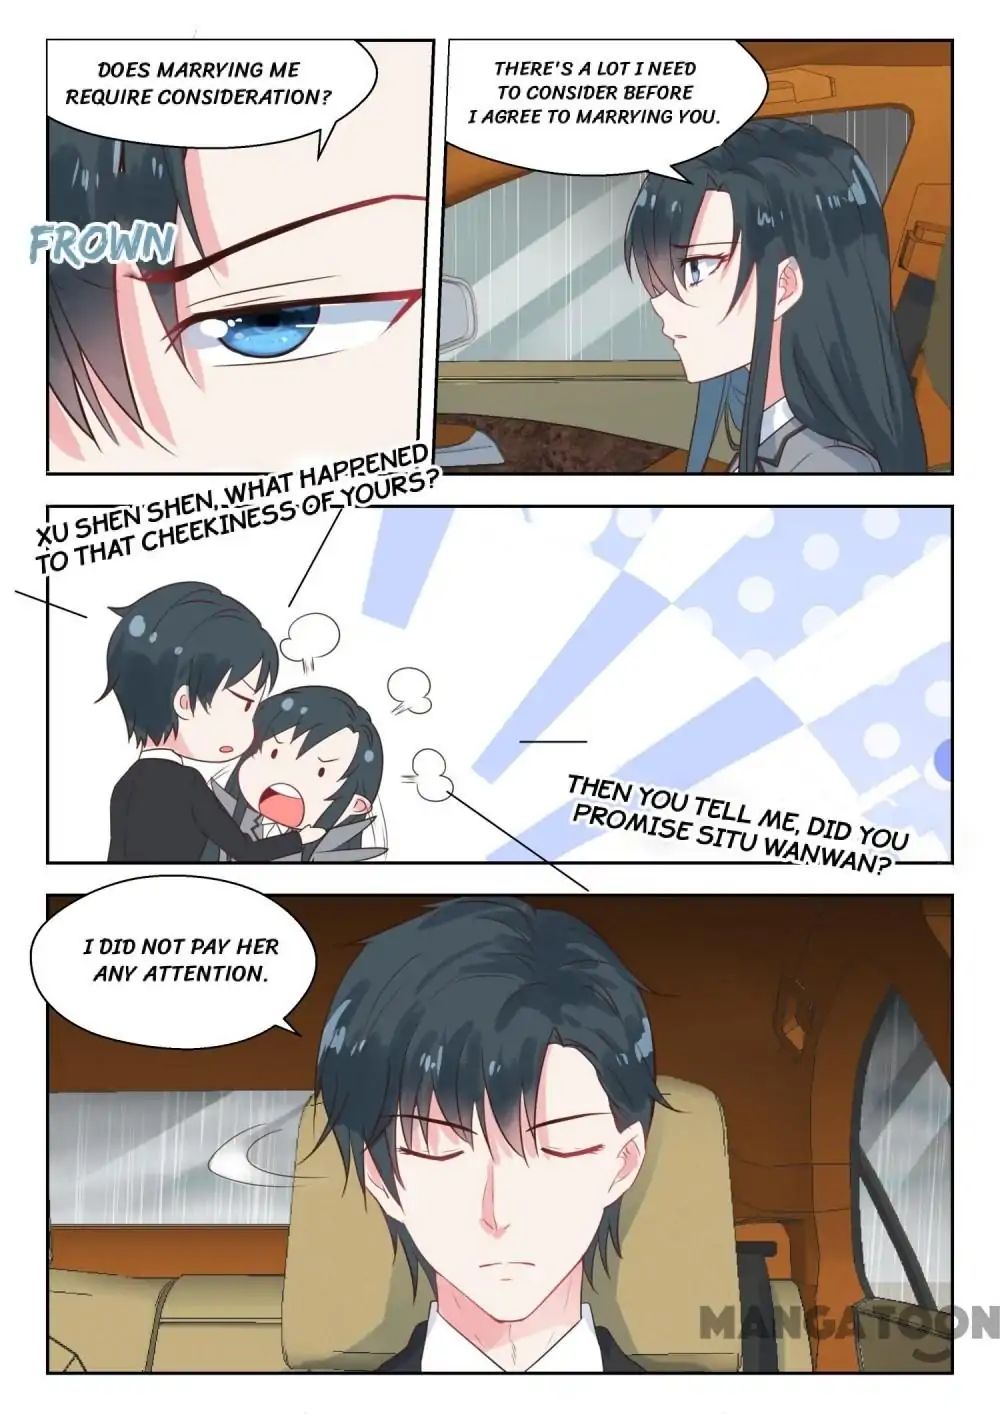 DOES MARRYING ME
REQUIRE CONSIDERATION?
THERE'S A LOT I NEED
TO CONSIDER BEFORE
I AGREE TO MARRYING YOU.
FROWN
XU SHEN SHEN, WHAT HAPPENED
TO THAT CHEEKINESS OF YOURS?
THEN YOU TELL ME, DID YOU
PROMISE SITU WANWAN?
I DID NOT PAY HER
ANY ATTENTION.
MANGATOON